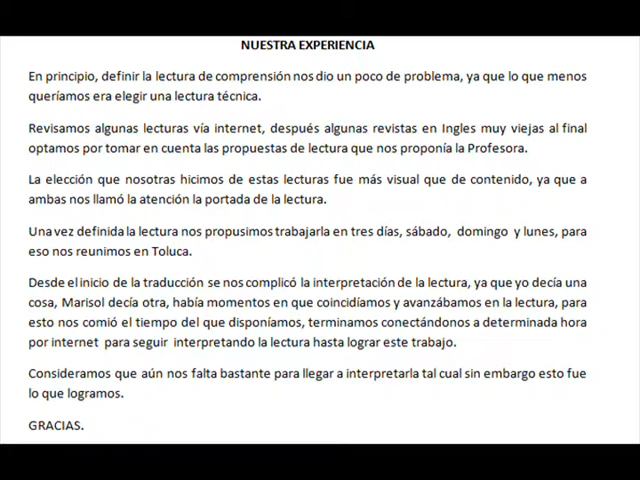 NUESTRA EXPERIENCIA
En principio, definir la lectura de comprensión nos dio un poco de problema, ya que lo que menos
queríamos era elegir una lectura técnica.
Revisamos algunas lecturas vía internet, después algunas revistas en Ingles muy viejas al final
optamos por tomar en cuenta las propuestas de lectura que nos proponía la Profesora.
La elección que nosotras hicimos de estas lecturas fue más visual que de contenido, ya que a
ambas nos llamó la atención la portada de la lectura.
Una vez definida la lectura nos propusimos trabajarla en tres días, sábado, domingo y lunes, para
eso nos reunimos en Toluca.
Desde el inicio de la traducción se nos complicó la interpretación de la lectura, ya que yo decía una
cosa, Marisol decía otra, había momentos en que coincidíamos y avanzábamos en la lectura, para
esto nos comió el tiempo del que disponíamos, terminamos conectándonos a determinada hora
por internet para seguir interpretando la lectura hasta lograr este trabajo.
Consideramos que aún nos falta bastante para llegar a interpretarla tal cual sin embargo esto fue
lo que logramos.
GRACIAS.